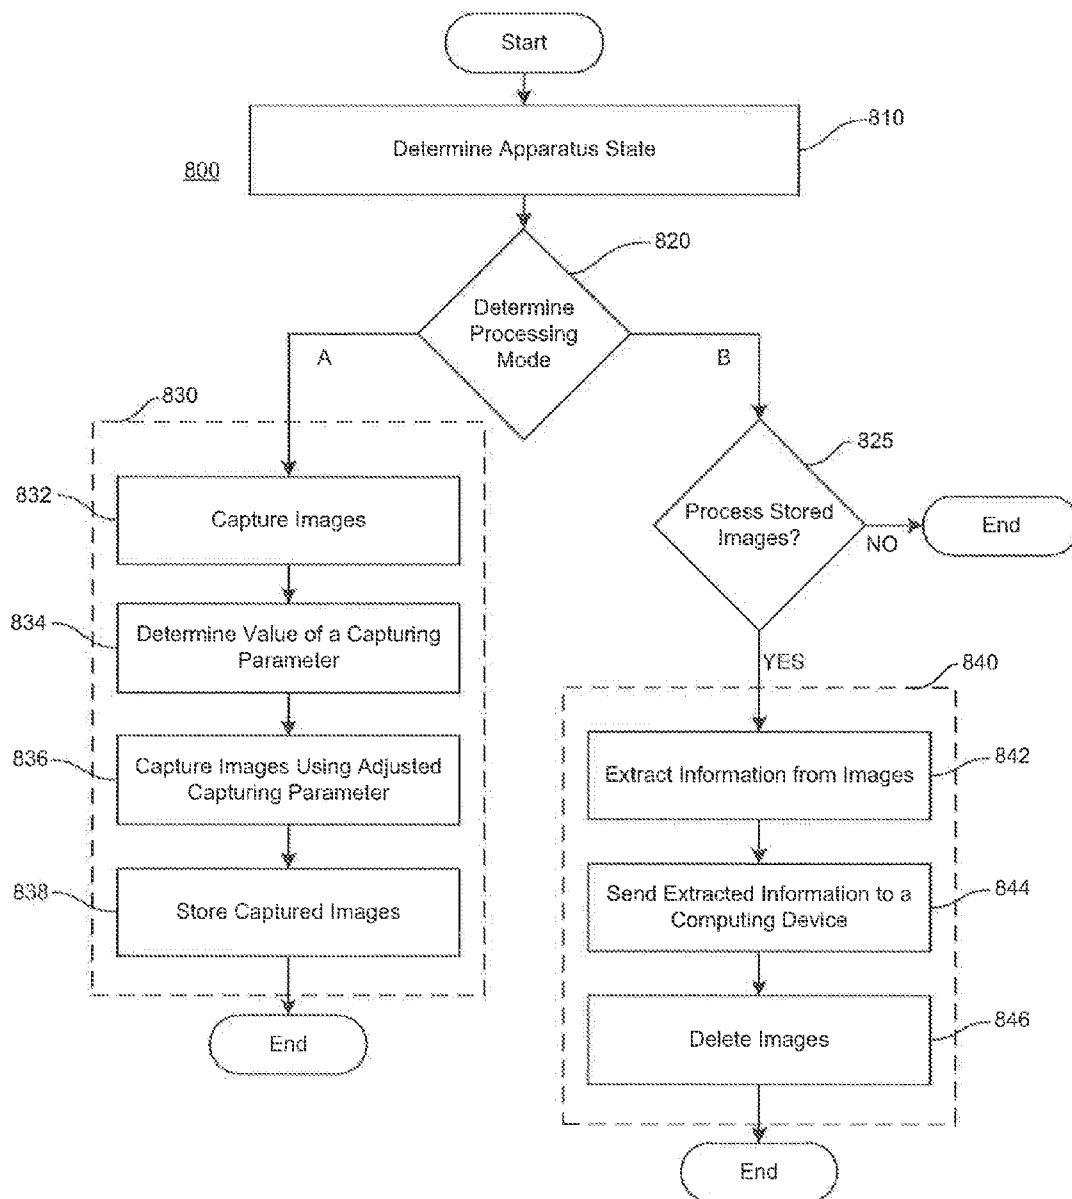 Start
810
Determine Apparatus State
800
820
Determine
Processing
Mode
A
B
830
825
832
Capture Images
Process Stored
Images?
NO
End
834
Determine Value of a Capturing
Parameter
YES
840
836
Capture Images Using Adjusted
Capturing Parameter
Extract Information from Images
842
838
Store Captured Images
Send Extracted Information to a
Computing Device
844
End
Delete Images
846
End